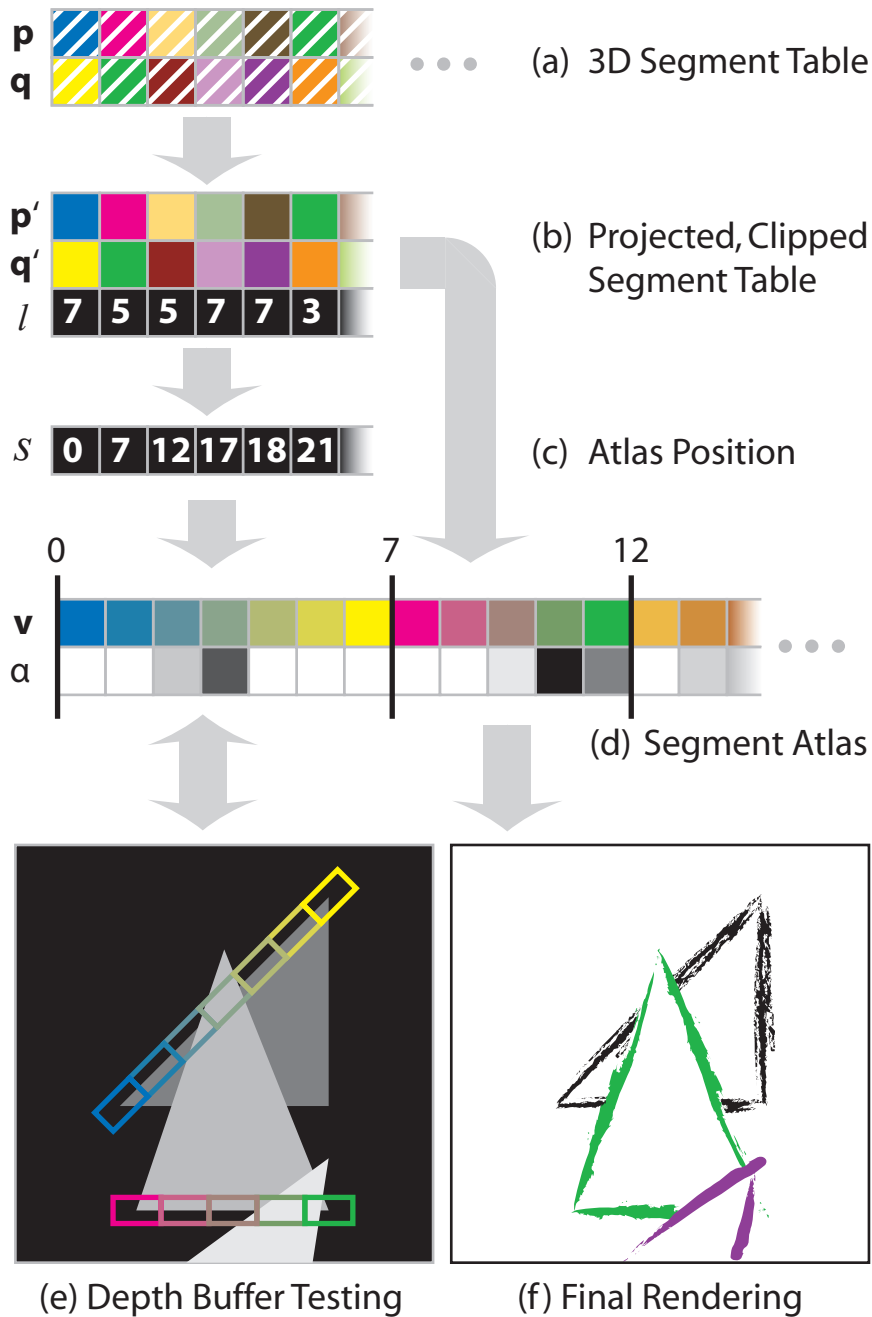 p
q
(a) 3D Segment Table
p‘
q‘
l
7 5 5 7 7 3
(b) Projected, Clipped
Segment Table
s
0 7 12 17 18 21
(c) Atlas Position
0 7 12
v
α
(d) Segment Atlas
(e) Depth Buffer Testing
(f) Final Rendering